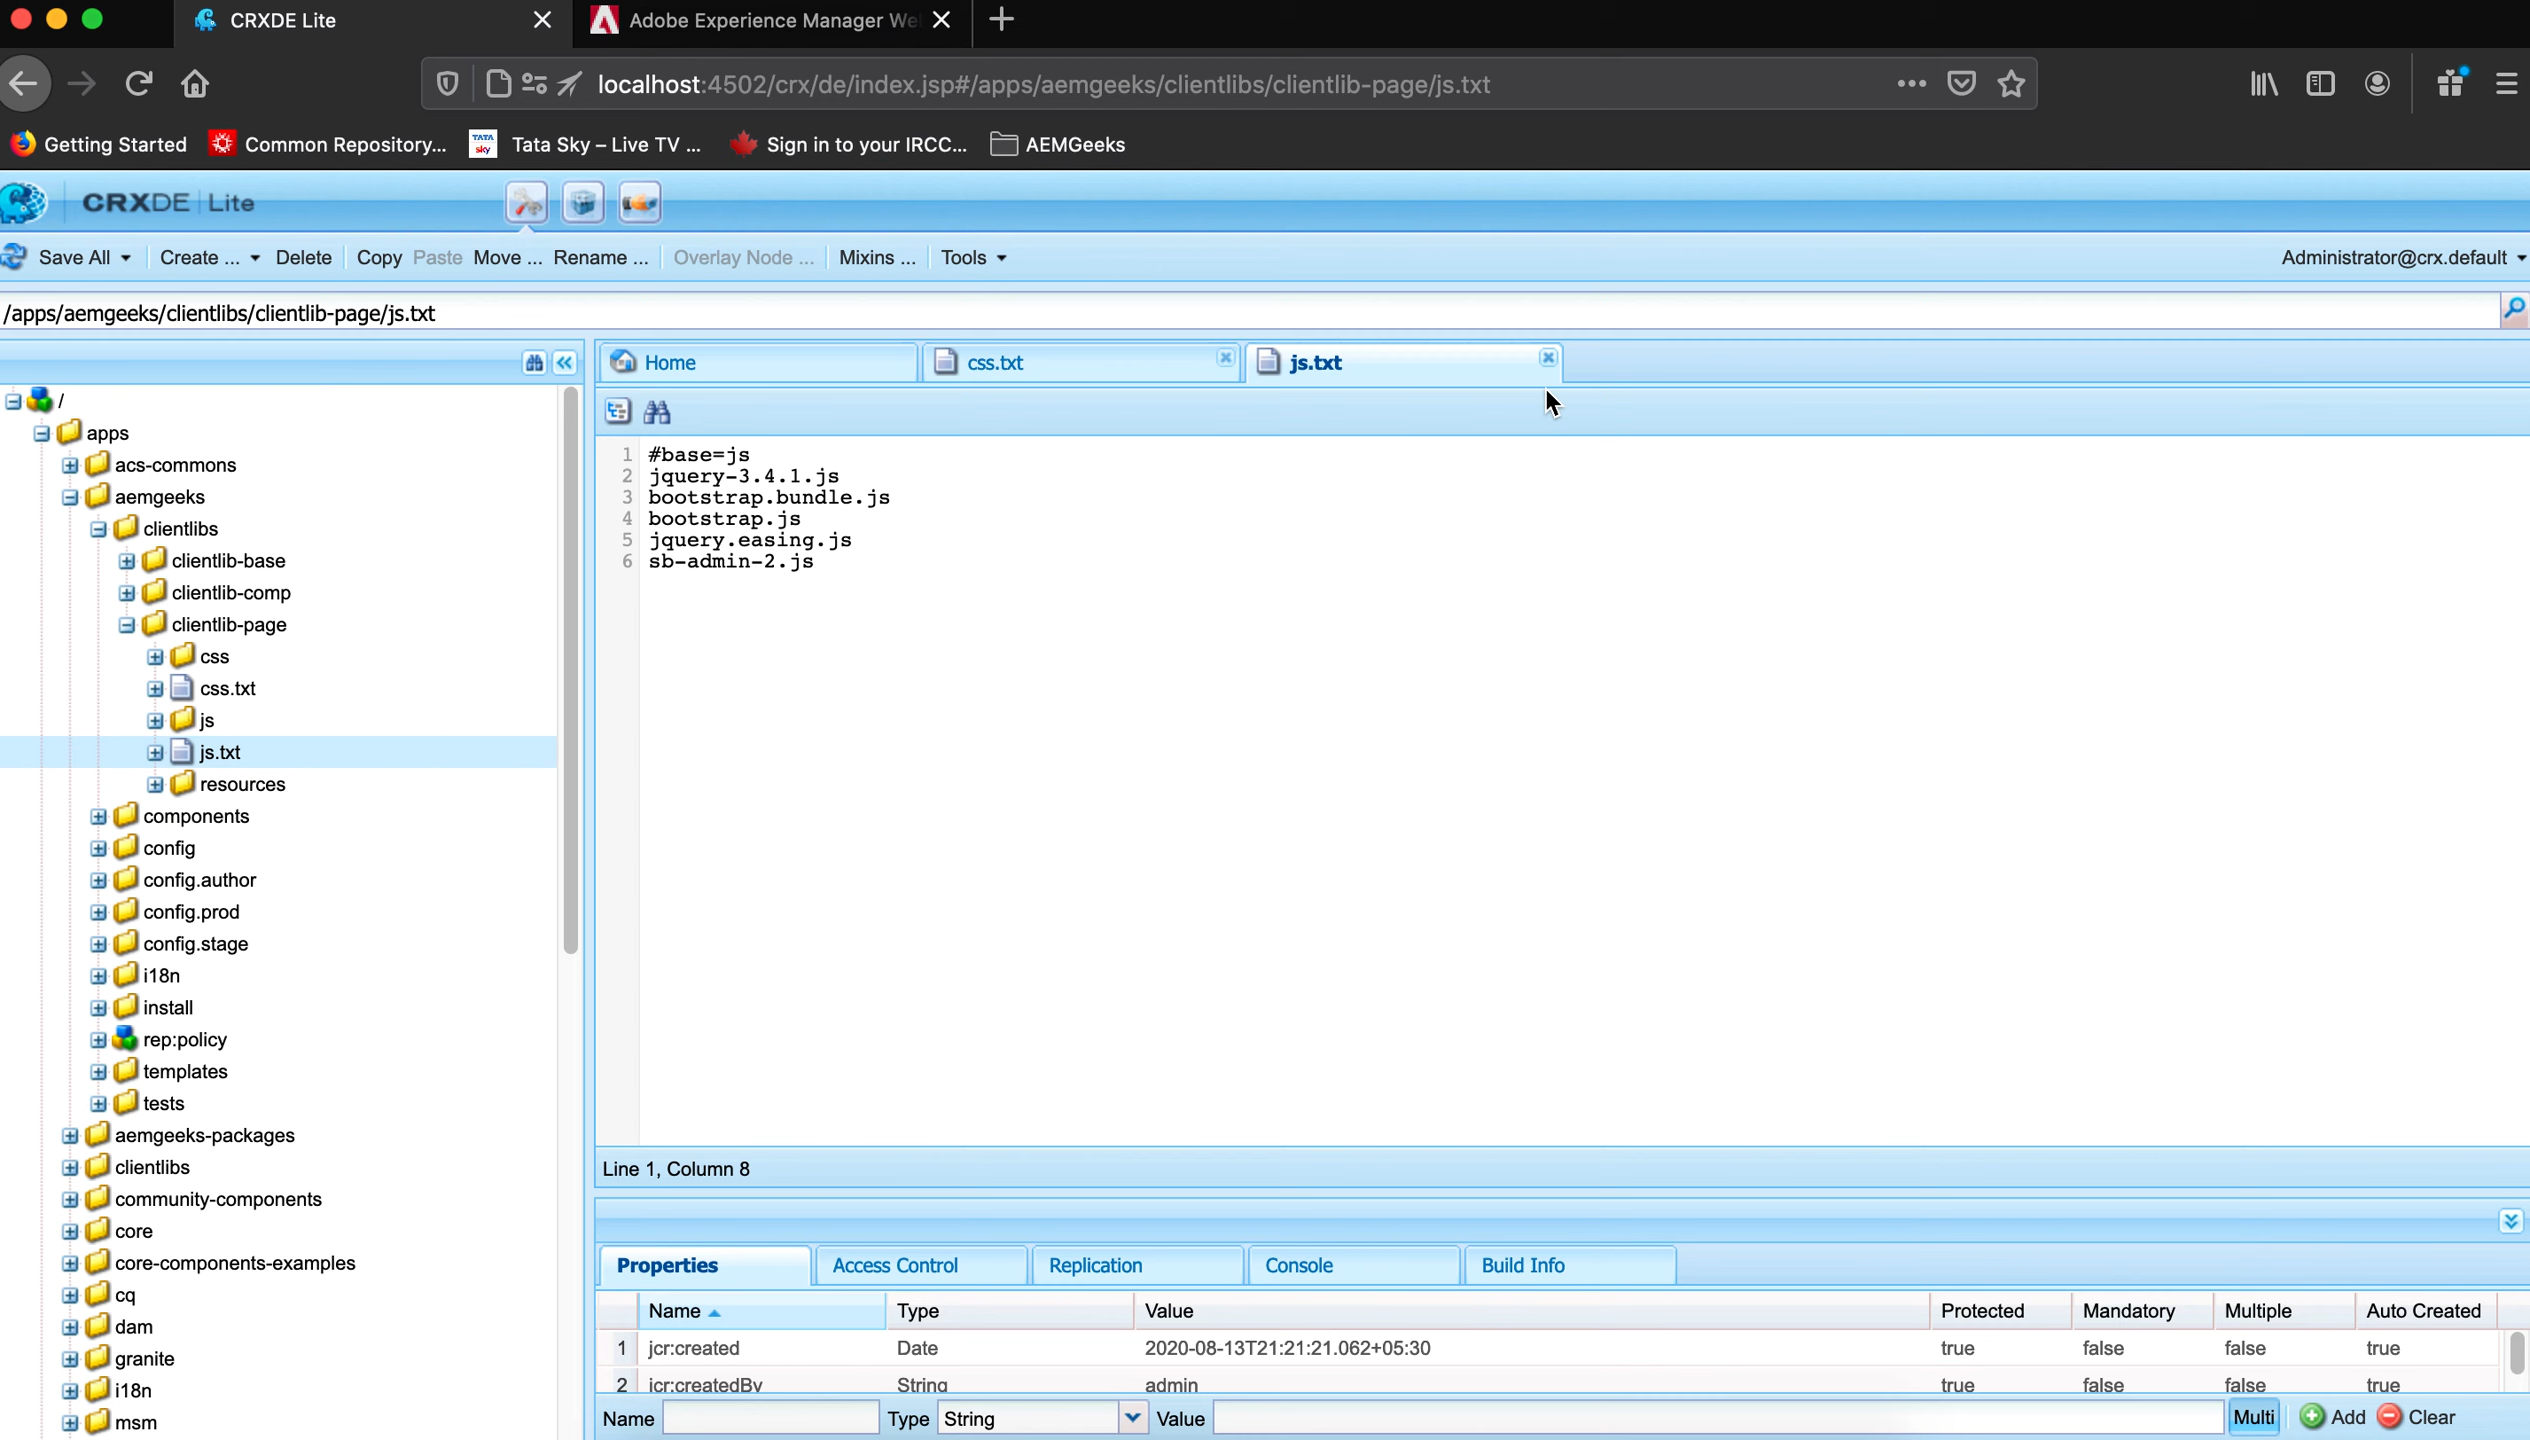 CRXDE Lite
Adobe Experience Manager We
localhost:4502/crx/de/index.jsp#/apps/aemgeeks/clientlibs/clientlib-page/js.txt
Getting Started
Common Repository...
TATA sky
Tata Sky – Live TV ...
Sign in to your IRCC...
AEMGeeks
CRXDE | Lite
Save All
Create ...
Delete
Copy
Paste
Move ...
Rename ...
Overlay Node ...
Mixins ...
Tools
Administrator@crx.default
/apps/aemgeeks/clientlibs/clientlib-page/js.txt
/
apps
acs-commons
aemgeeks
clientlibs
clientlib-base
clientlib-comp
clientlib-page
css
css.txt
js
js.txt
resources
components
config
config.author
config.prod
config.stage
i18n
install
rep:policy
templates
tests
aemgeeks-packages
clientlibs
community-components
core
core-components-examples
cq
dam
granite
i18n
msm
Home
css.txt
js.txt
1 #base=js
2 jquery-3.4.1.js
3 bootstrap.bundle.js
4 bootstrap.js
5 jquery.easing.js
6 sb-admin-2.js
Line 1, Column 8
Properties
Access Control
Replication
Console
Build Info
Name Type Value Protected Mandatory Multiple Auto Created
1 jcr:created Date 2020-08-13T21:21:21.062+05:30 true false false true
2 jcr:createdBy String admin true false false true
Name Type String Value Multi Add Clear